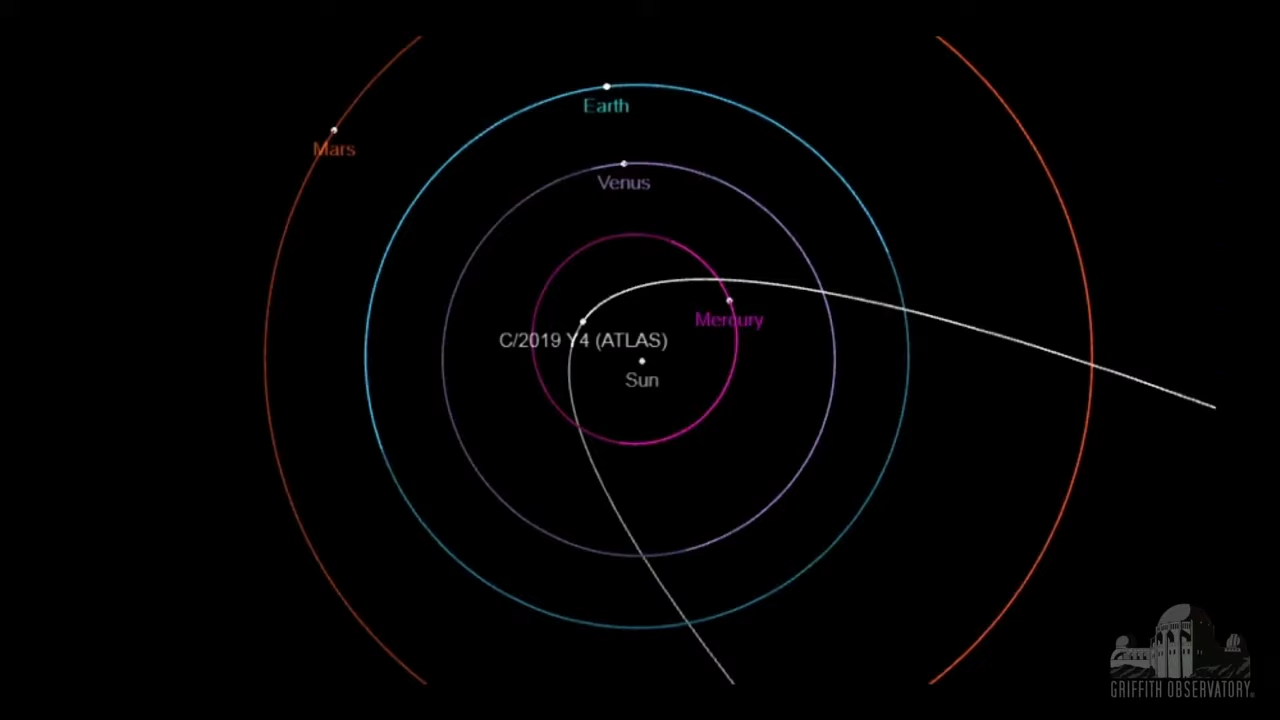 Earth
Mars
Venus
Mercury
C/2019 Y4 (ATLAS)
Sun
GRIFFITH OBSERVATORY